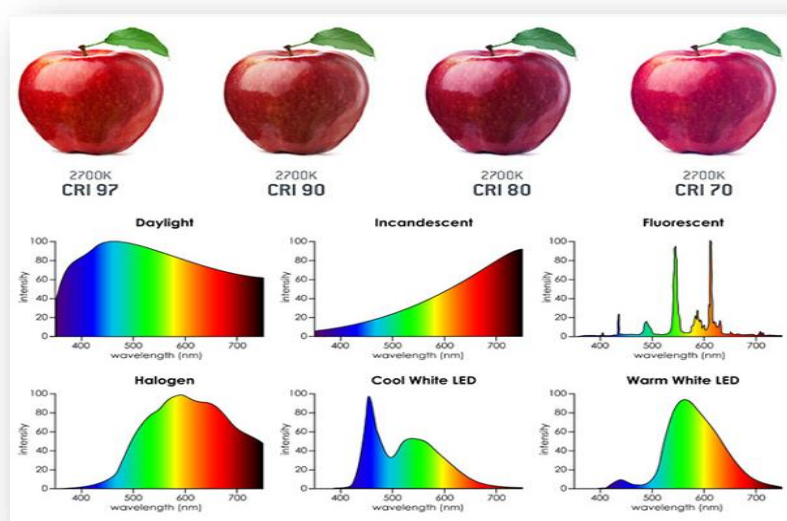 2700K 2700K 2700K 2700K
CRI 97 CRI 90 CRI 80 CRI 70
Daylight Incandescent Fluorescent
100 100 100
80 80 80
60 60 60
40 40 40
20 20 20
0 0 0
intensity intensity intensity
400 500 600 700 400 500 600 700 400 500 600 700
wavelength (nm) wavelength (nm) wavelength (nm)
Halogen Cool White LED Warm White LED
100 100 100
80 80 80
60 60 60
40 40 40
20 20 20
0 0 0
intensity intensity intensity
400 500 600 700 400 500 600 700 400 500 600 700
wavelength (nm) wavelength (nm) wavelength (nm)